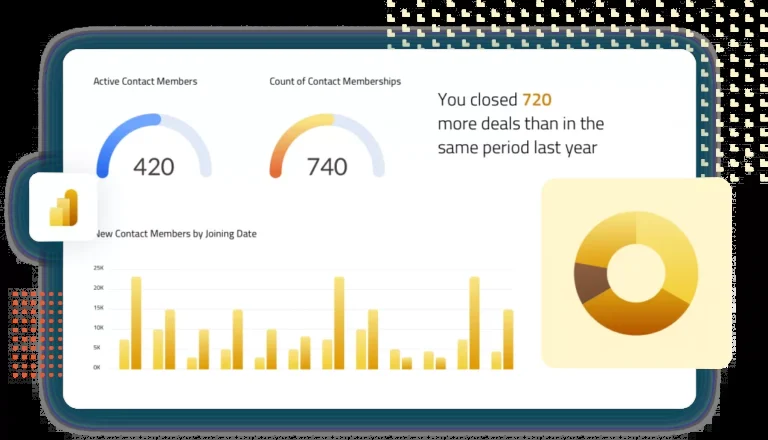 Active Contact Members
Count of Contact Memberships
You closed 720
more deals than in the
same period last year
420
740
New Contact Members by Joining Date
25K
20K
15K
10K
5K
0K